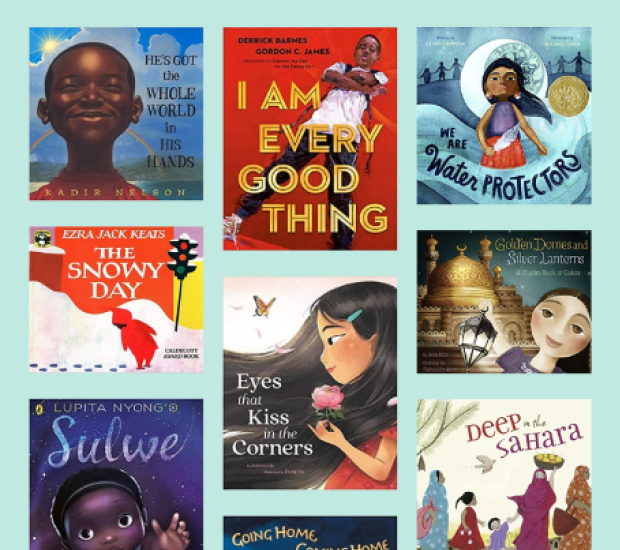 HE'S GOT
the
WHOLE
WORLD
in
HIS
HANDS
KADIR NELSON
DERRICK BARNES
GORDON C. JAMES
I AM
EVERY
GOOD
THING
WE
ARE
Water PROTECTORS
EZRA JACK KEATS
THE
SNOWY
DAY
CALDECOTT
AWARD BOOK
Golden Domes and
Silver Lanterns
A Muslim Book of Colors
Eyes
that
Kiss
in the
Corners
LUPITA NYONG'O
Sulwe
DEEP in the
SAHARA
GOING HOME,
COMING HOME